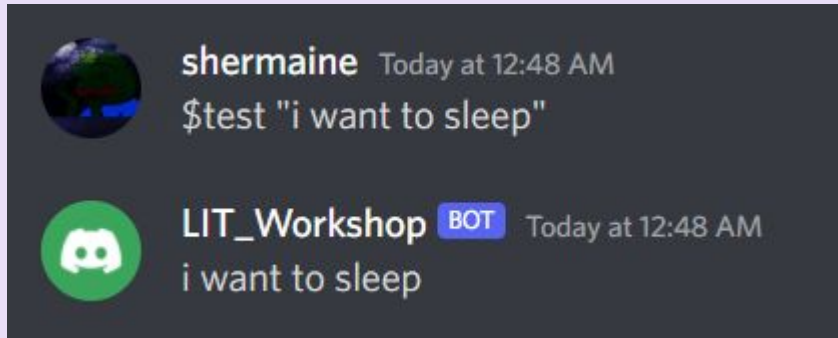 shermaine Today at 12:48 AM
$test "i want to sleep"
LIT_Workshop BOT Today at 12:48 AM
i want to sleep